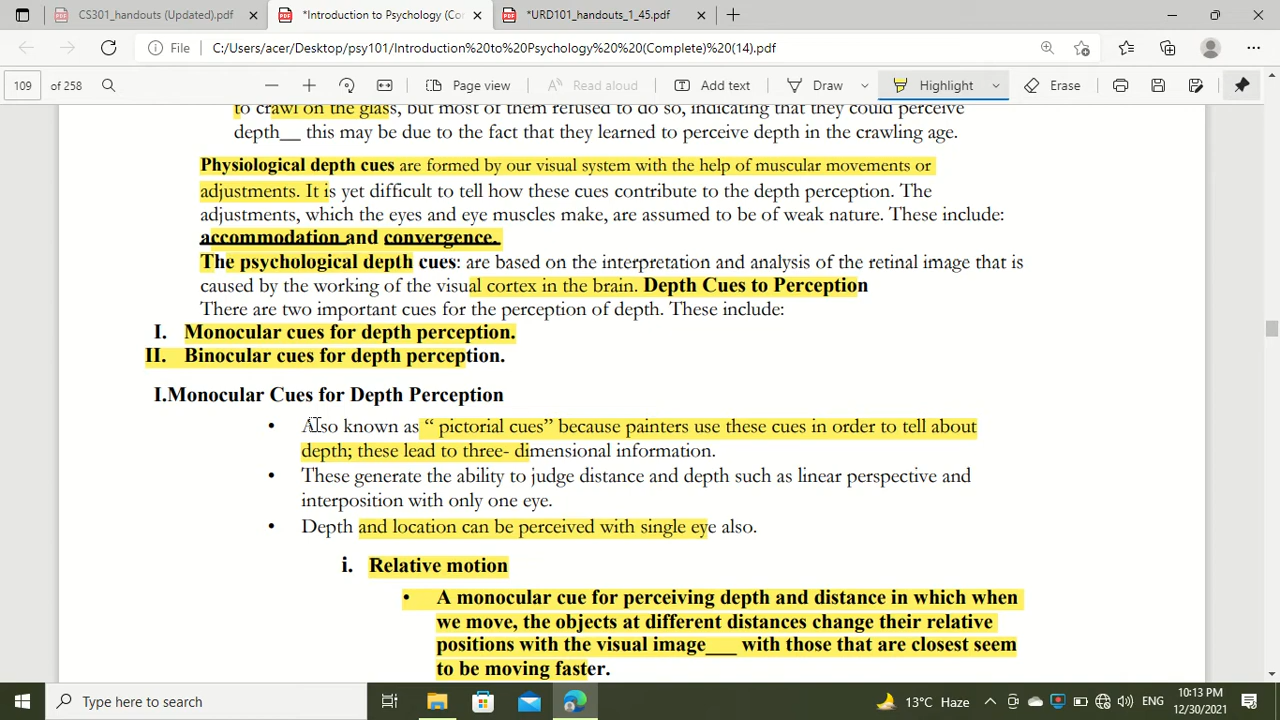 CS301_handouts (Updated).pdf
*Introduction to Psychology (Co
*URD101_handouts_1_45.pdf
File
C:/Users/acer/Desktop/psy101/Introduction%20to%20Psychology%20%20(Complete)%20(14).pdf
109 of 258
Page view
Read aloud
Add text
Draw
Highlight
Erase
to crawl on the glass, but most of them refused to do so, indicating that they could perceive
depth__ this may be due to the fact that they learned to perceive depth in the crawling age.
Physiological depth cues are formed by our visual system with the help of muscular movements or
adjustments. It is yet difficult to tell how these cues contribute to the depth perception. The
adjustments, which the eyes and eye muscles make, are assumed to be of weak nature. These include:
accommodation and convergence.
The psychological depth cues: are based on the interpretation and analysis of the retinal image that is
caused by the working of the visual cortex in the brain. Depth Cues to Perception
There are two important cues for the perception of depth. These include:
I. Monocular cues for depth perception.
II. Binocular cues for depth perception.
I.Monocular Cues for Depth Perception
• Also known as “ pictorial cues” because painters use these cues in order to tell about
depth; these lead to three- dimensional information.
• These generate the ability to judge distance and depth such as linear perspective and
interposition with only one eye.
• Depth and location can be perceived with single eye also.
i. Relative motion
• A monocular cue for perceiving depth and distance in which when
we move, the objects at different distances change their relative
positions with the visual image___ with those that are closest seem
to be moving faster.
Type here to search
13°C Haze
ENG
10:13 PM
12/30/2021